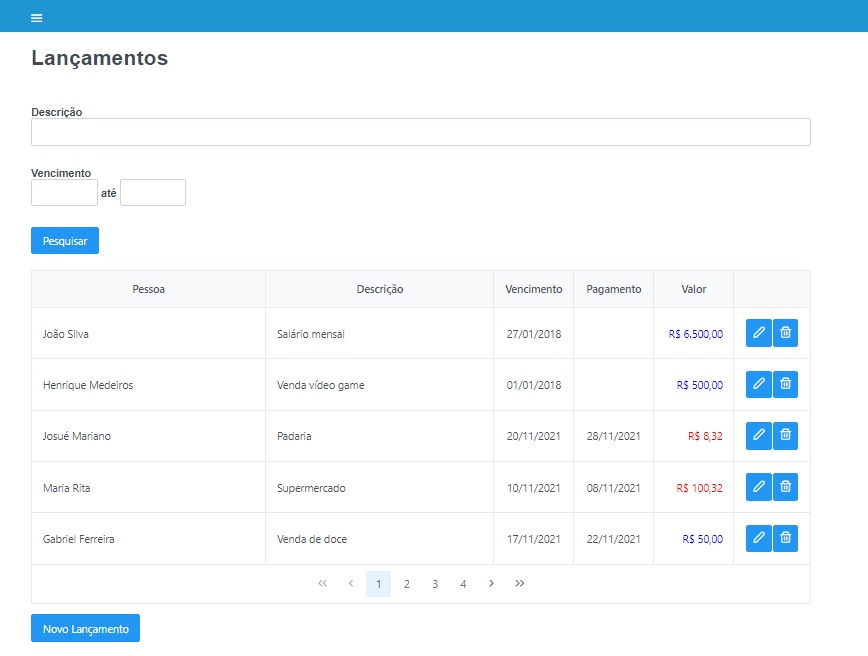 Lançamentos
Descrição
Vencimento
até
Pesquisar
Pessoa Descrição Vencimento Pagamento Valor
João Silva Salário mensal 27/01/2018 R$ 6.500,00
Henrique Medeiros Venda vídeo game 01/01/2018 R$ 500,00
Josué Mariano Padaria 20/11/2021 28/11/2021 R$ 8,32
Maria Rita Supermercado 10/11/2021 08/11/2021 R$ 100,32
Gabriel Ferreira Venda de doce 17/11/2021 22/11/2021 R$ 50,00
1 2 3 4
Novo Lançamento